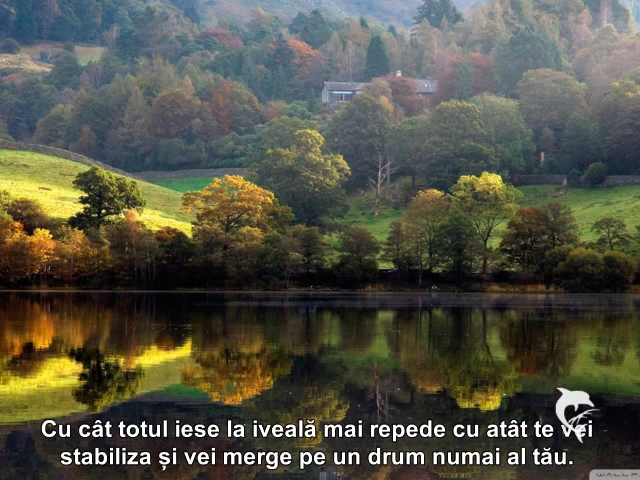 Cu cât totul iese la iveală mai repede cu atât te vei
stabiliza și vei merge pe un drum numai al tău.